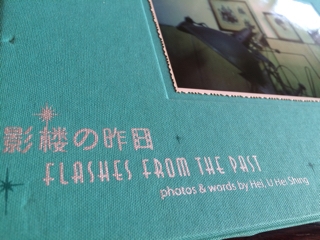 影楼の昨日
FLASHES FROM THE PAST
photos & words by Hei, U Hei Shing